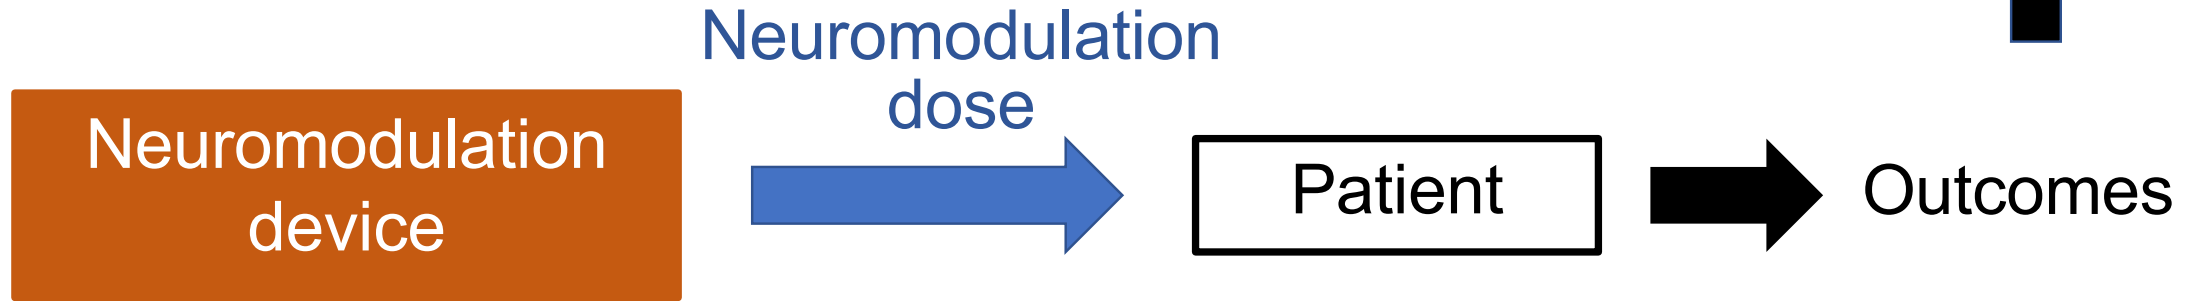 Neuromodulation
dose
Neuromodulation
device
Patient
Outcomes